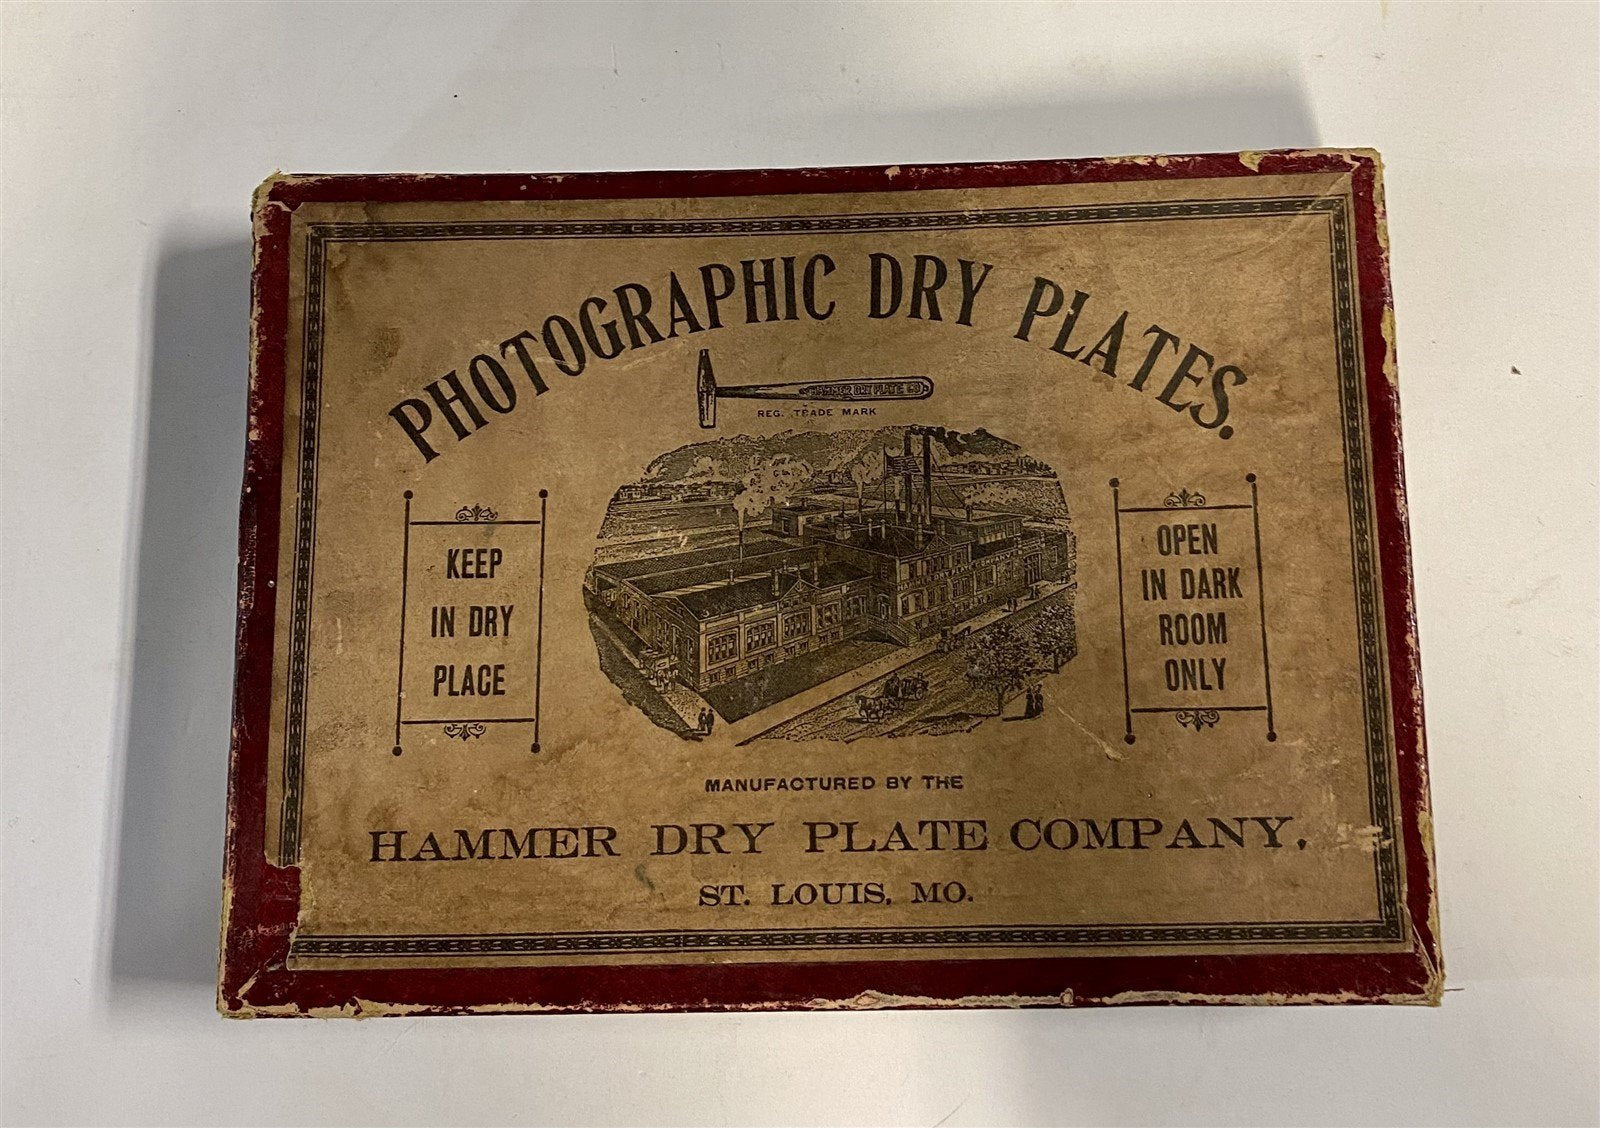 PHOTOGRAPHIC DRY PLATES.
HAMMER DRY PLATE CO
REG. TRADE MARK
KEEP
IN DRY
PLACE
OPEN
IN DARK
ROOM
ONLY
MANUFACTURED BY THE
HAMMER DRY PLATE COMPANY,
ST. LOUIS, MO.